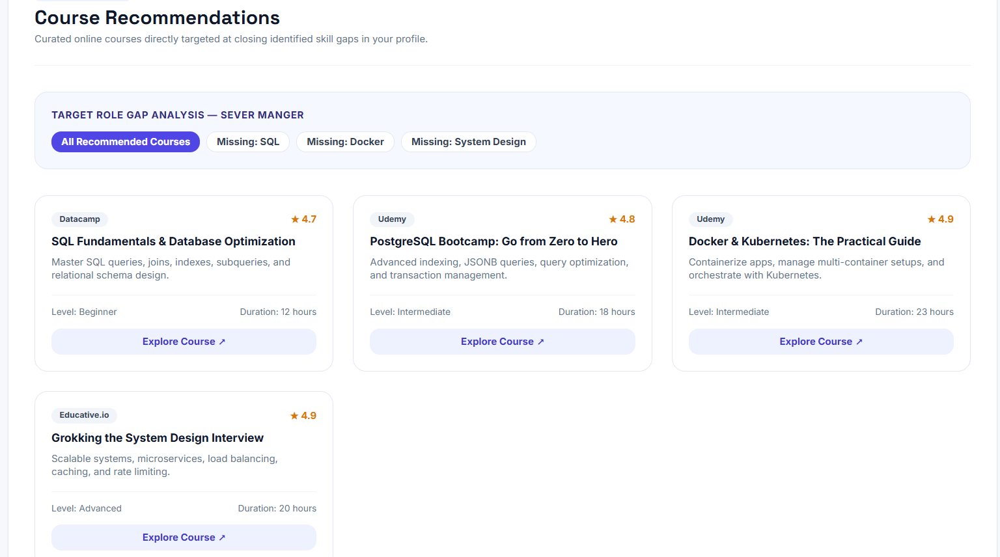 Course Recommendations
Curated online courses directly targeted at closing identified skill gaps in your profile.
TARGET ROLE GAP ANALYSIS — SEVER MANGER
All Recommended Courses
Missing: SQL
Missing: Docker
Missing: System Design
Datacamp
★ 4.7
SQL Fundamentals & Database Optimization
Master SQL queries, joins, indexes, subqueries, and
relational schema design.
Level: Beginner
Duration: 12 hours
Explore Course ↗
Udemy
★ 4.8
PostgreSQL Bootcamp: Go from Zero to Hero
Advanced indexing, JSONB queries, query optimization,
and transaction management.
Level: Intermediate
Duration: 18 hours
Explore Course ↗
Udemy
★ 4.9
Docker & Kubernetes: The Practical Guide
Containerize apps, manage multi-container setups, and
orchestrate with Kubernetes.
Level: Intermediate
Duration: 23 hours
Explore Course ↗
Educative.io
★ 4.9
Grokking the System Design Interview
Scalable systems, microservices, load balancing,
caching, and rate limiting.
Level: Advanced
Duration: 20 hours
Explore Course ↗